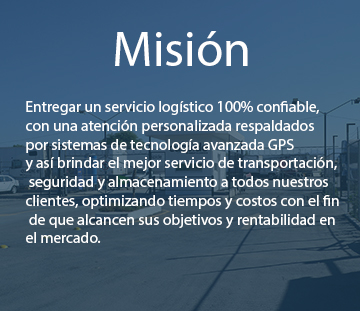 Misión
Entregar un servicio logístico 100% confiable,
con una atención personalizada respaldados
por sistemas de tecnología avanzada GPS
y así brindar el mejor servicio de transportación,
seguridad y almacenamiento a todos nuestros
clientes, optimizando tiempos y costos con el fin
de que alcancen sus objetivos y rentabilidad en
el mercado.